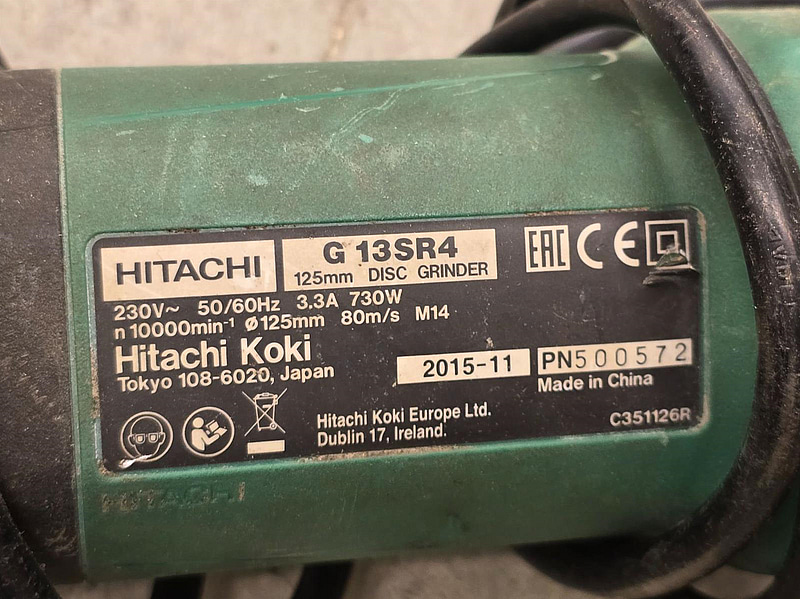 HITACHI
G 13SR4
125mm DISC GRINDER
EAC CE
230V~ 50/60Hz 3.3A 730W
n 10000min-1 ø125mm 80m/s M14
Hitachi Koki
Tokyo 108-6020, Japan
2015-11
PN500572
Made in China
Hitachi Koki Europe Ltd.
Dublin 17, Ireland.
C351126R
HITACHI